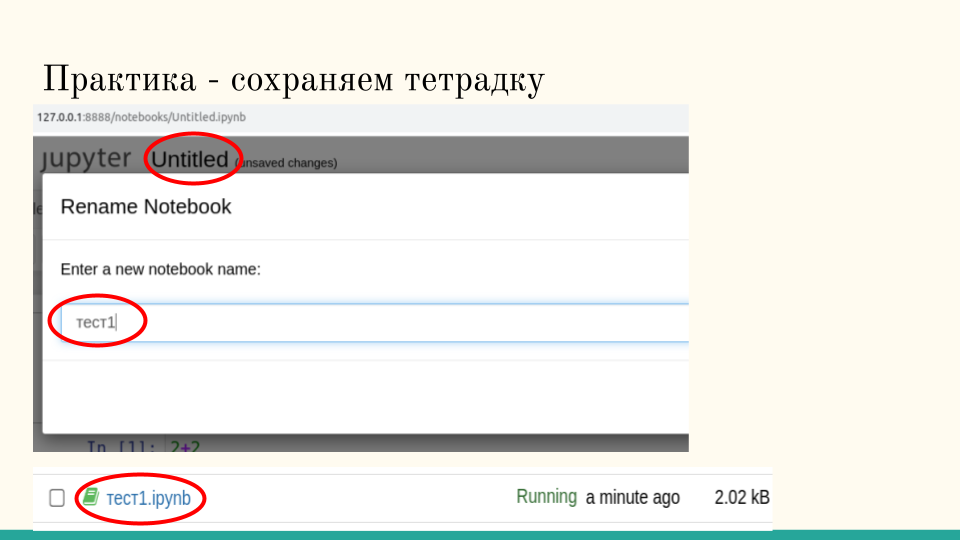 Практика - сохраняем тетрадку
127.0.0.1:8888/notebooks/Untitled.ipynb
jupyter Untitled (unsaved changes)
le
Rename Notebook
Enter a new notebook name:
тест1
In [1]: 2+2
тест1.ipynb Running a minute ago 2.02 kB